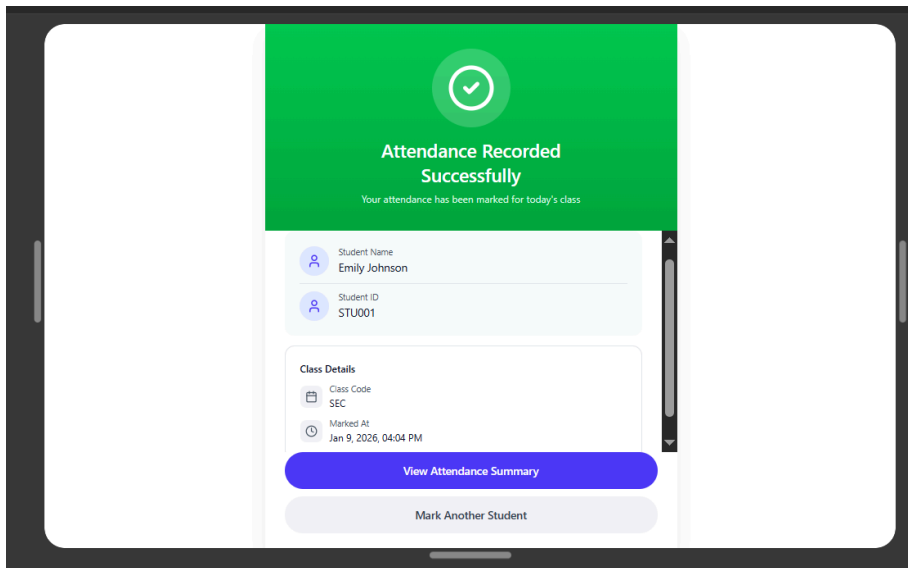 Attendance Recorded
Successfully
Your attendance has been marked for today's class
Student Name
Emily Johnson
Student ID
STU001
Class Details
Class Code
SEC
Marked At
Jan 9, 2026, 04:04 PM
View Attendance Summary
Mark Another Student